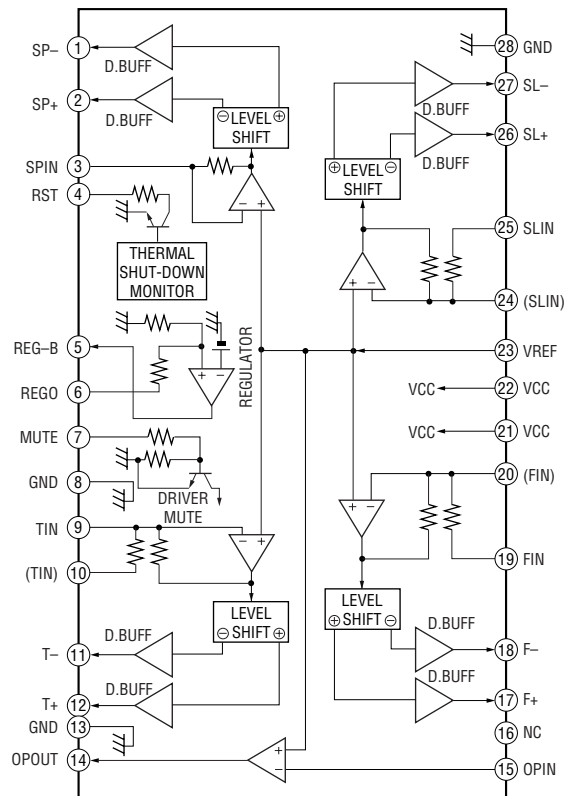 SP– 1
D.BUFF
SP+ 2
D.BUFF
⊖ LEVEL ⊕
SHIFT
SPIN 3
– +
RST 4
THERMAL
SHUT-DOWN
MONITOR
REG–B 5
REGO 6
+ –
REGULATOR
MUTE 7
GND 8
DRIVER
MUTE
TIN 9
– +
(TIN) 10
LEVEL
⊖ SHIFT ⊕
T– 11
D.BUFF
T+ 12
D.BUFF
GND 13
OPOUT 14
+
–
28 GND
27 SL–
D.BUFF
26 SL+
D.BUFF
⊕ LEVEL ⊖
SHIFT
25 SLIN
+ –
24 (SLIN)
23 VREF
VCC 22 VCC
VCC 21 VCC
20 (FIN)
+ –
19 FIN
LEVEL
⊕ SHIFT ⊖
D.BUFF
18 F–
D.BUFF
17 F+
16 NC
15 OPIN